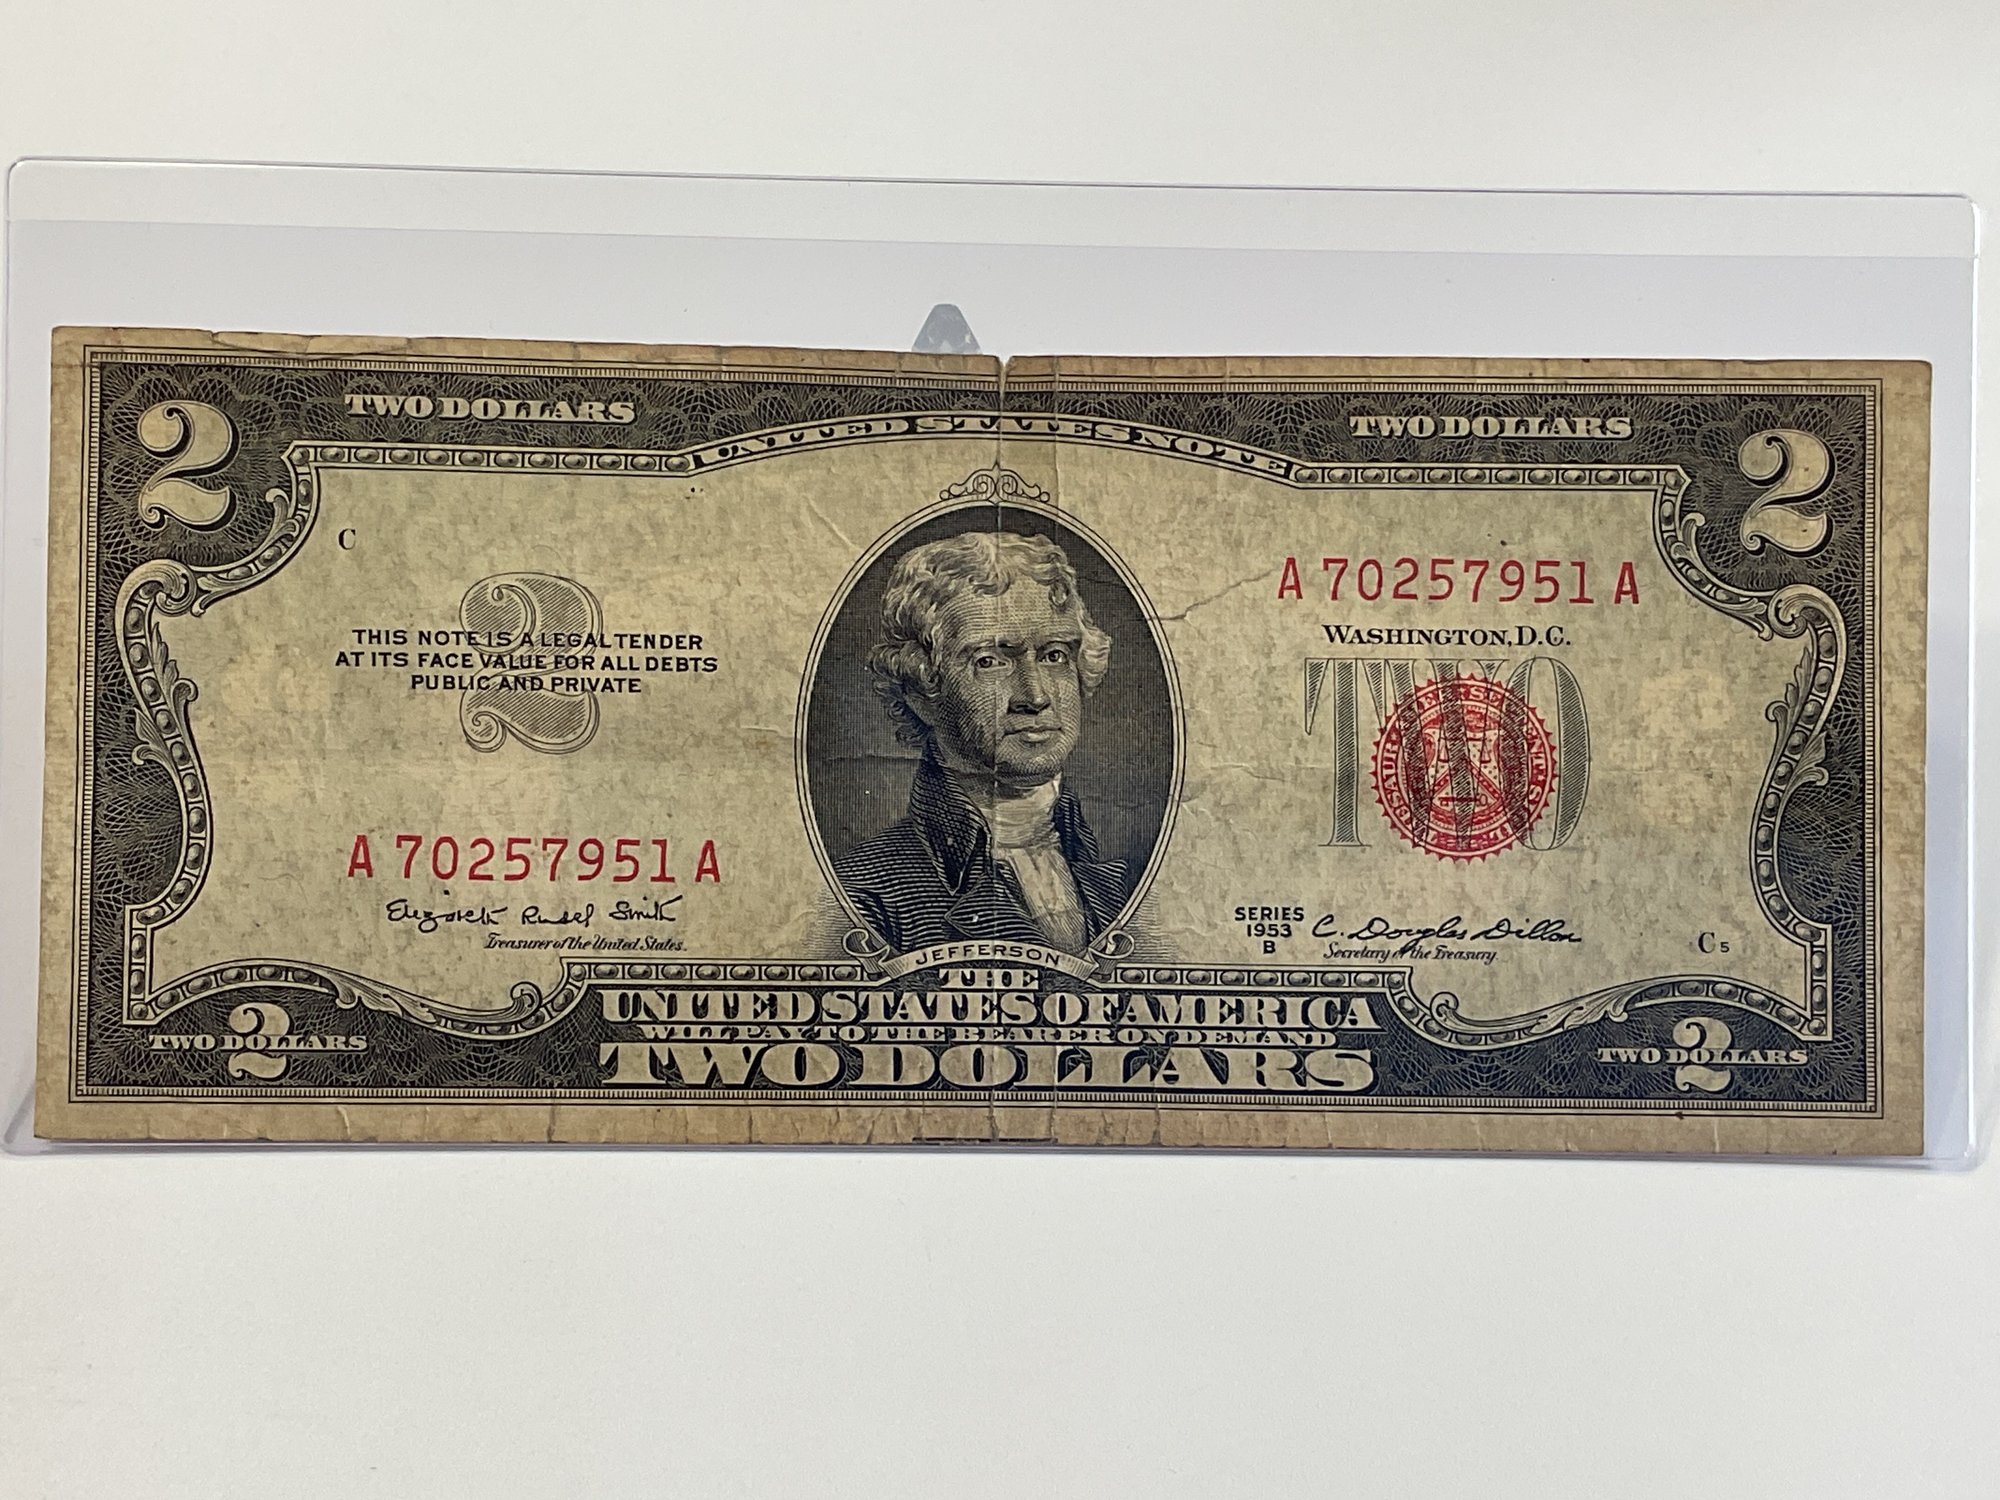 TWO DOLLARS
TWO DOLLARS
2
UNITED STATES NOTE
2
C
A 70257951 A
WASHINGTON, D.C.
2
TWO
THIS NOTE IS A LEGAL TENDER
AT ITS FACE VALUE FOR ALL DEBTS
PUBLIC AND PRIVATE
A 70257951 A
Elizabeth Rudel Smith
Treasurer of the United States.
SERIES
1953
B
C. Douglas Dillon
Secretary of the Treasury.
C5
JEFFERSON
THE
UNITED STATES OF AMERICA
WILL PAY TO THE BEARER ON DEMAND
TWO DOLLARS
2
TWO DOLLARS
2
TWO DOLLARS